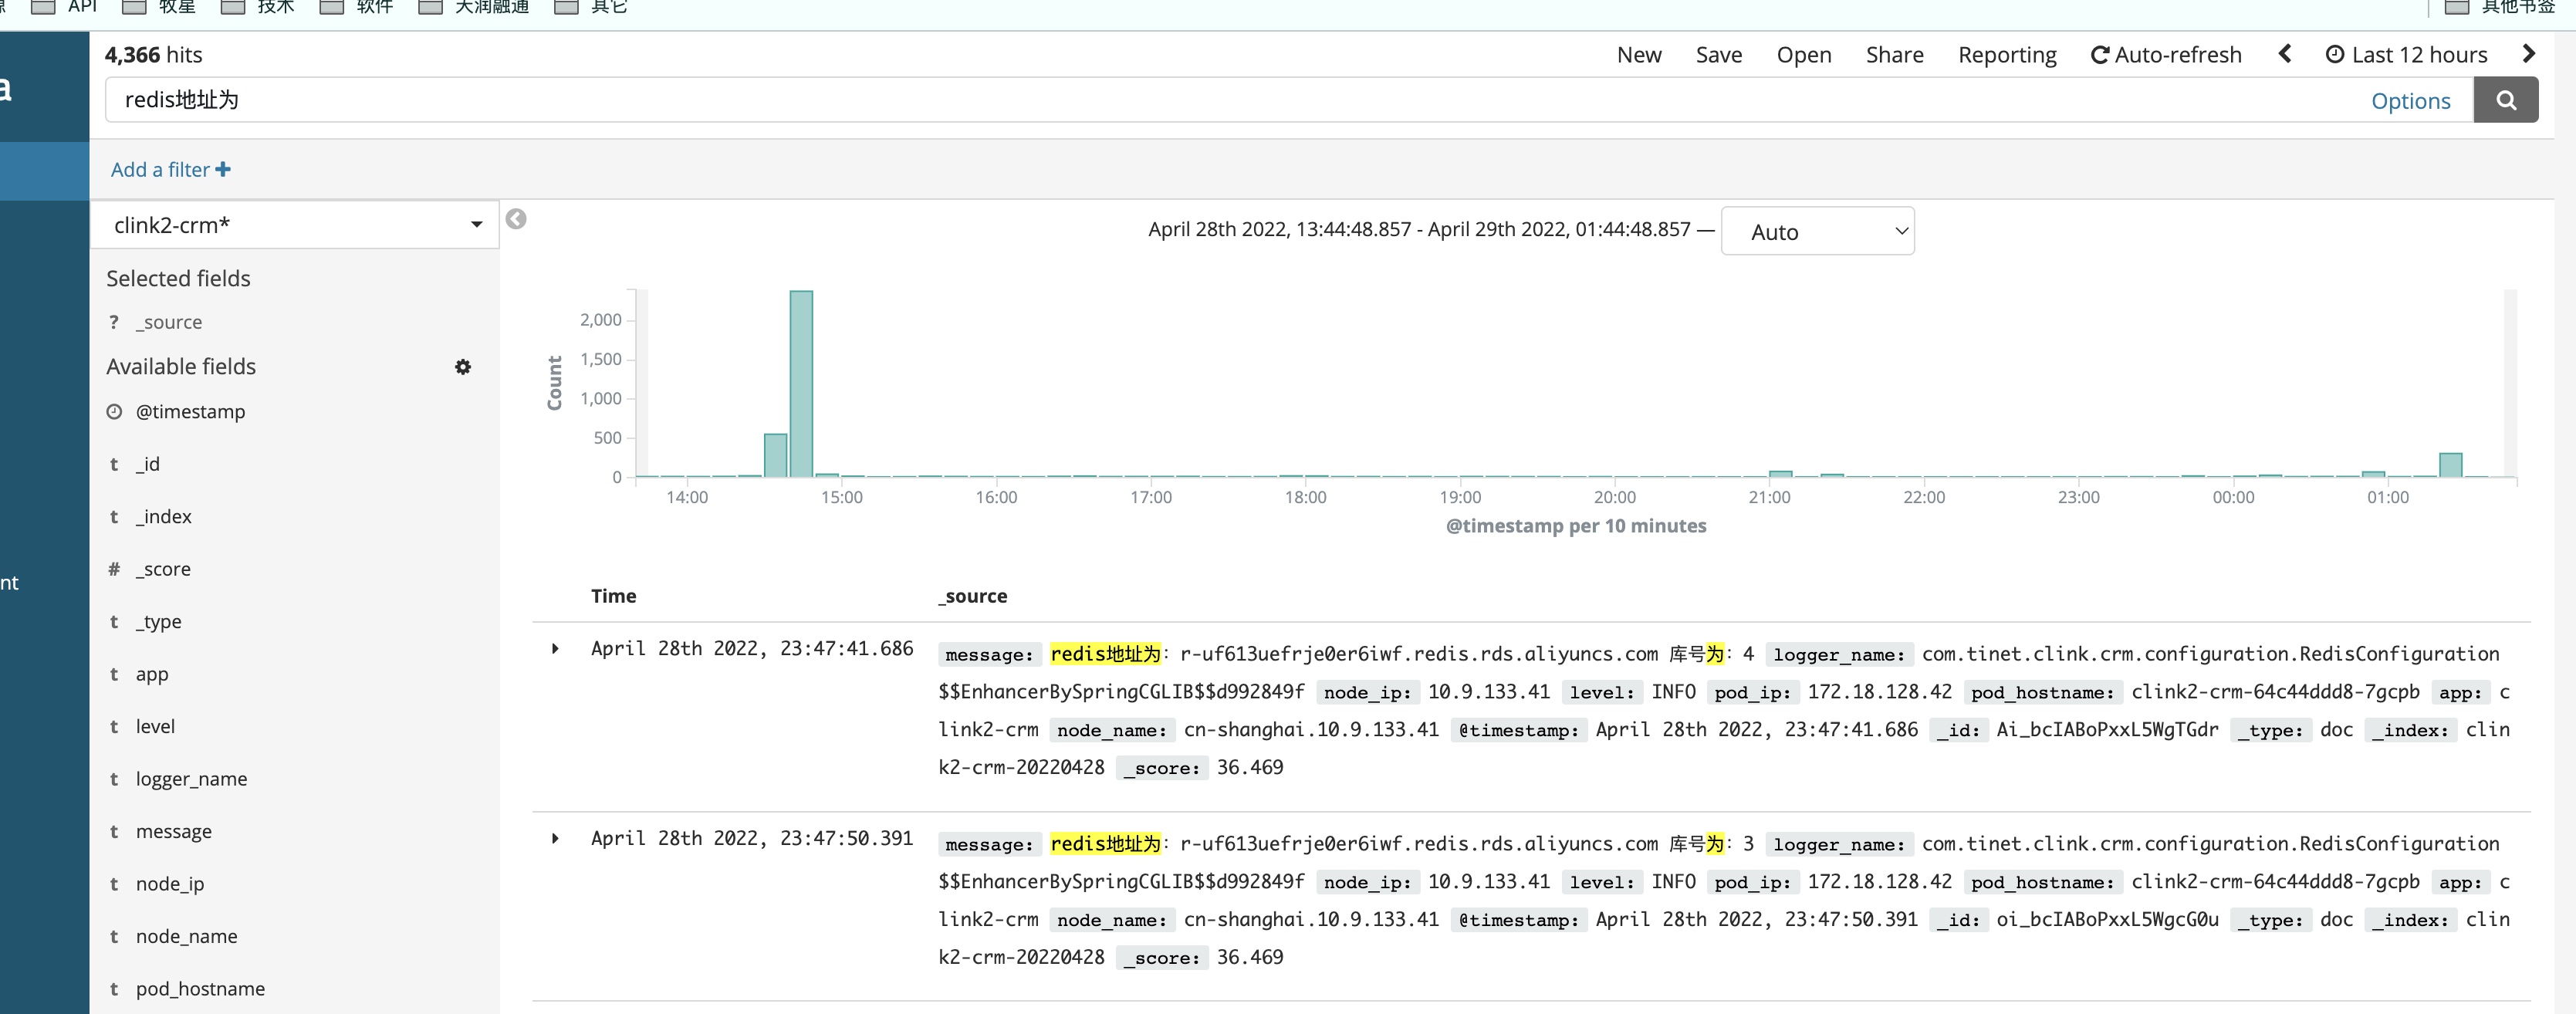 API 牧星 技术 软件 天润融通 其它 其他书签
4,366 hits New Save Open Share Reporting Auto-refresh Last 12 hours
a
redis地址为 Options
Add a filter
clink2-crm*
April 28th 2022, 13:44:48.857 - April 29th 2022, 01:44:48.857 — Auto
Selected fields
? _source
Available fields
@timestamp
t _id
t _index
nt
# _score
t _type
t app
t level
t logger_name
t message
t node_ip
t node_name
t pod_hostname
Count
2,000
1,500
1,000
500
0
14:00 15:00 16:00 17:00 18:00 19:00 20:00 21:00 22:00 23:00 00:00 01:00
@timestamp per 10 minutes
Time _source
April 28th 2022, 23:47:41.686 message: redis地址为: r-uf613uefrje0er6iwf.redis.rds.aliyuncs.com 库号为: 4 logger_name: com.tinet.clink.crm.configuration.RedisConfiguration
$$EnhancerBySpringCGLIB$$d992849f node_ip: 10.9.133.41 level: INFO pod_ip: 172.18.128.42 pod_hostname: clink2-crm-64c44ddd8-7gcpb app: c
link2-crm node_name: cn-shanghai.10.9.133.41 @timestamp: April 28th 2022, 23:47:41.686 _id: Ai_bcIABoPxxL5WgTGdr _type: doc _index: clin
k2-crm-20220428 _score: 36.469
April 28th 2022, 23:47:50.391 message: redis地址为: r-uf613uefrje0er6iwf.redis.rds.aliyuncs.com 库号为: 3 logger_name: com.tinet.clink.crm.configuration.RedisConfiguration
$$EnhancerBySpringCGLIB$$d992849f node_ip: 10.9.133.41 level: INFO pod_ip: 172.18.128.42 pod_hostname: clink2-crm-64c44ddd8-7gcpb app: c
link2-crm node_name: cn-shanghai.10.9.133.41 @timestamp: April 28th 2022, 23:47:50.391 _id: oi_bcIABoPxxL5WgcG0u _type: doc _index: clin
k2-crm-20220428 _score: 36.469